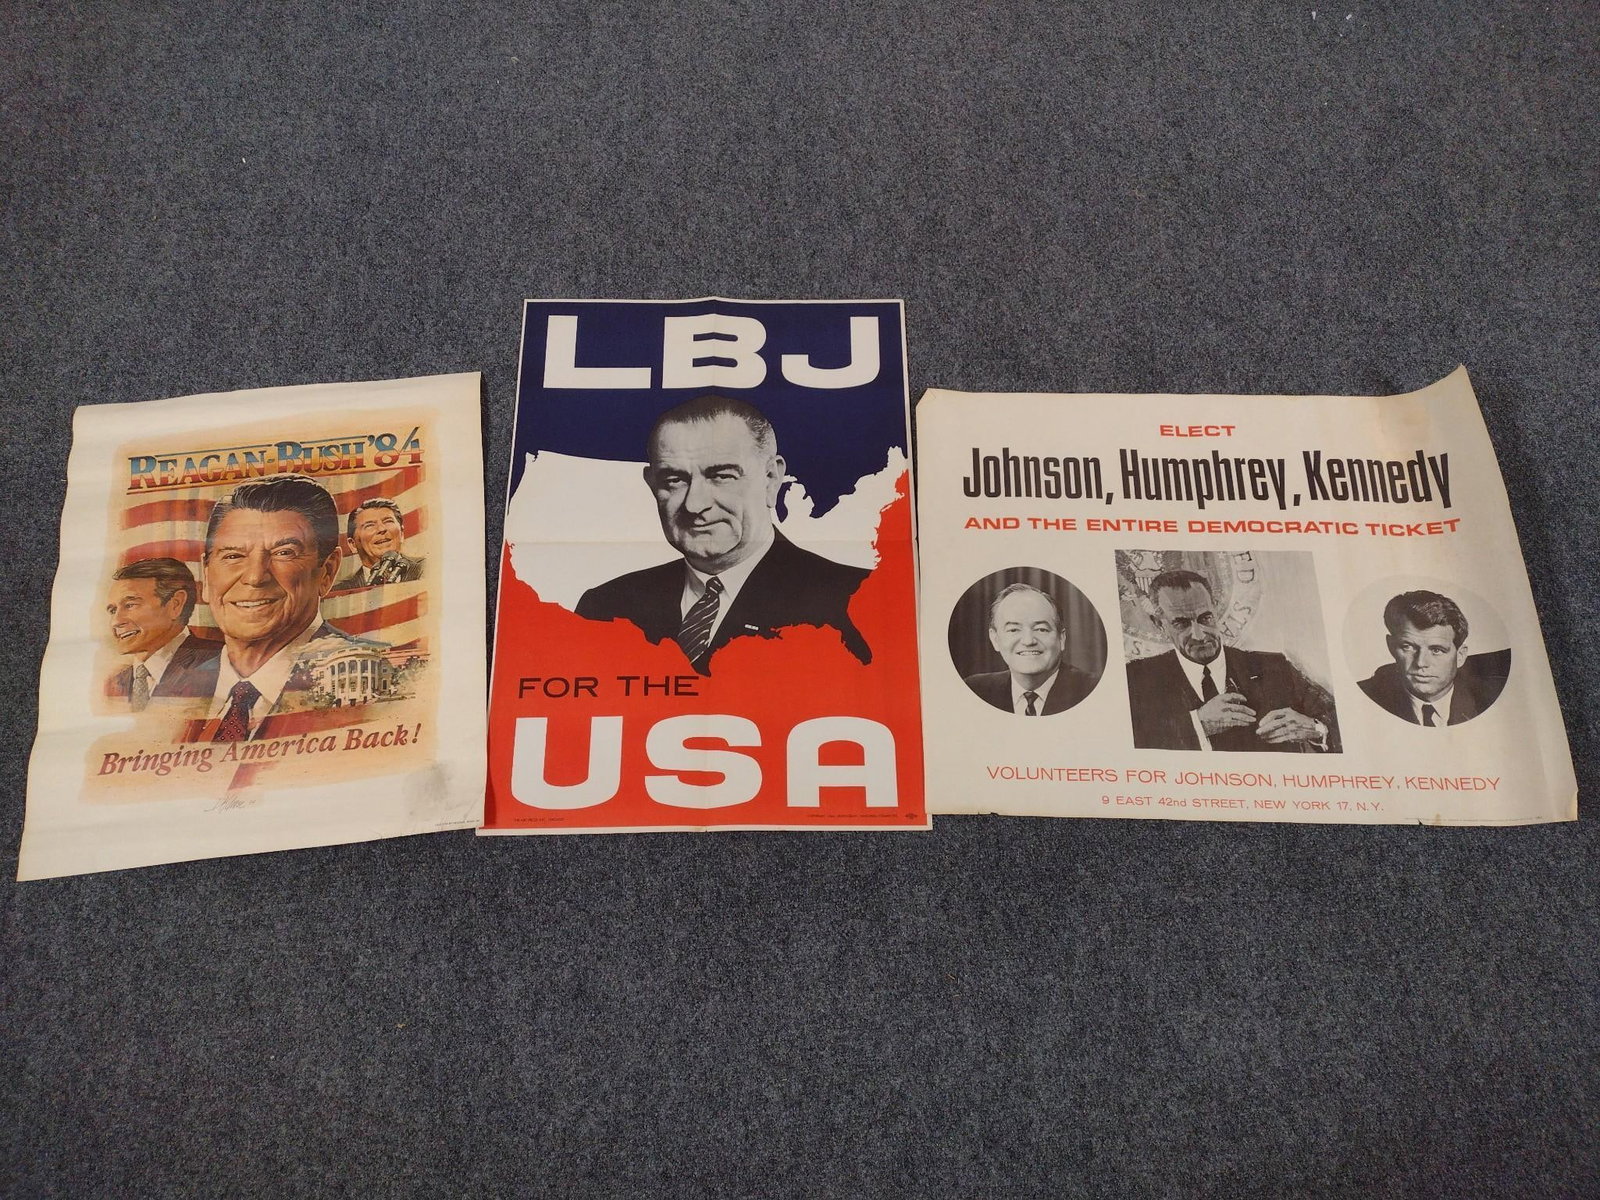 REAGAN-BUSH '84
Bringing America Back!
LBJ
FOR THE
USA
ELECT
Johnson, Humphrey, Kennedy
AND THE ENTIRE DEMOCRATIC TICKET
VOLUNTEERS FOR JOHNSON, HUMPHREY, KENNEDY
9 EAST 42nd STREET, NEW YORK 17, N.Y.